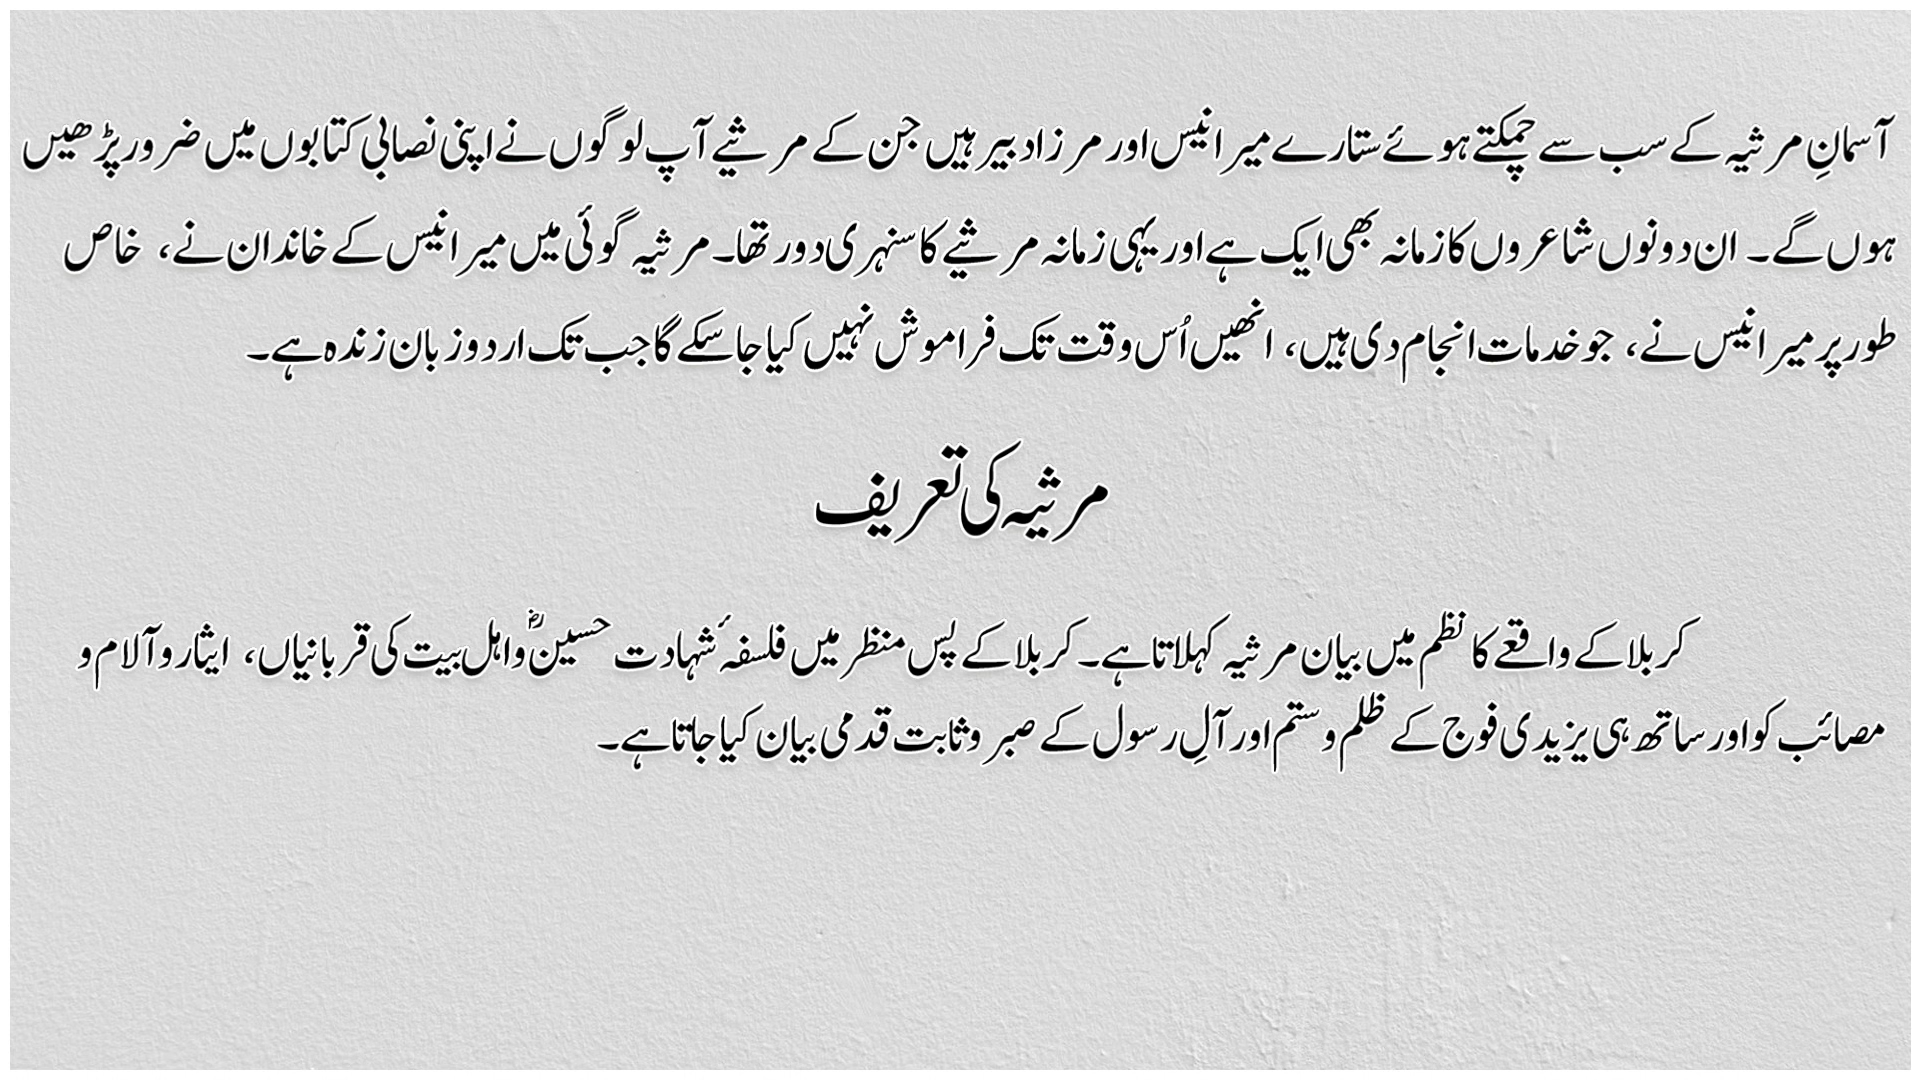 آسمانِ مرثیہ کے سب سے چمکتے ہوئے ستارے میر انیس اور مرزا دبیر ہیں جن کے مرثیے آپ لوگوں نے اپنی نصابی کتابوں میں ضرور پڑھیں
ہوں گے۔ ان دونوں شاعروں کا زمانہ بھی ایک ہے اور یہی زمانہ مرثیے کا سنہری دور تھا۔ مرثیہ گوئی میں میر انیس کے خاندان نے، خاص
طور پر میر انیس نے، جو خدمات انجام دی ہیں، انھیں اُس وقت تک فراموش نہیں کیا جا سکے گا جب تک اردو زبان زندہ ہے۔
مرثیہ کی تعریف
کربلا کے واقعے کا نظم میں بیان مرثیہ کہلاتا ہے۔ کربلا کے پس منظر میں فلسفۂ شہادت حسینؓ و اہل بیت کی قربانیاں، ایثار و آلام و
مصائب کو اور ساتھ ہی یزیدی فوج کے ظلم و ستم اور آلِ رسول کے صبر و ثابت قدمی بیان کیا جاتا ہے۔